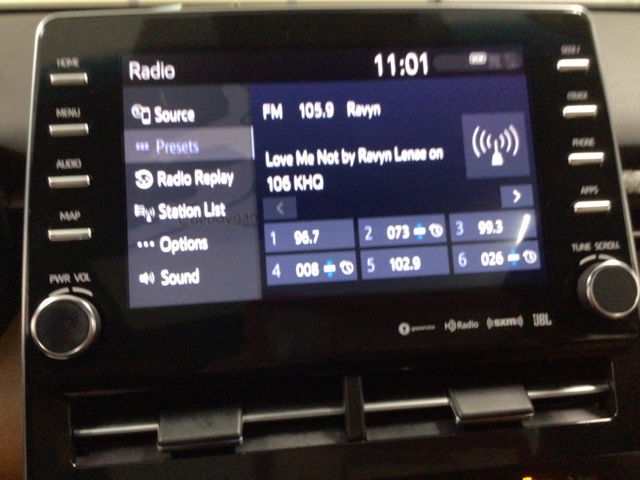 HOME
MENU
AUDIO
MAP
PWR VOL
Radio
11:01
Source
Presets
Radio Replay
Station List
Options
Sound
FM 105.9 Ravyn
Love Me Not by Ravyn Lenae on
106 KHQ
1 96.7
2 073
3 99.3
4 008
5 102.9
6 026
SEEK >
PHONE
APPS
TUNE SCROLL
HD Radio
((SXM))
JBL